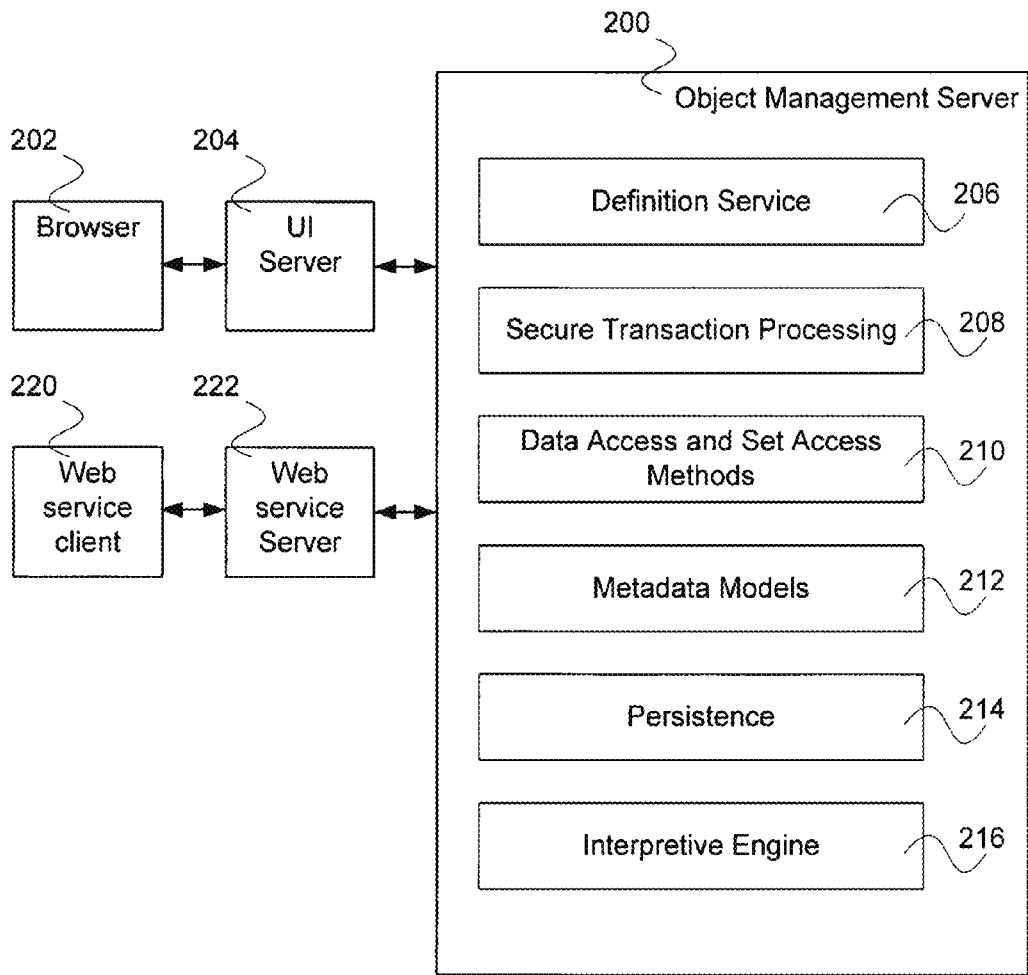 200
Object Management Server
202
204
Browser
UI
Server
Definition Service
206
Secure Transaction Processing
208
220
222
Web
service
client
Web
service
Server
Data Access and Set Access
Methods
210
Metadata Models
212
Persistence
214
Interpretive Engine
216